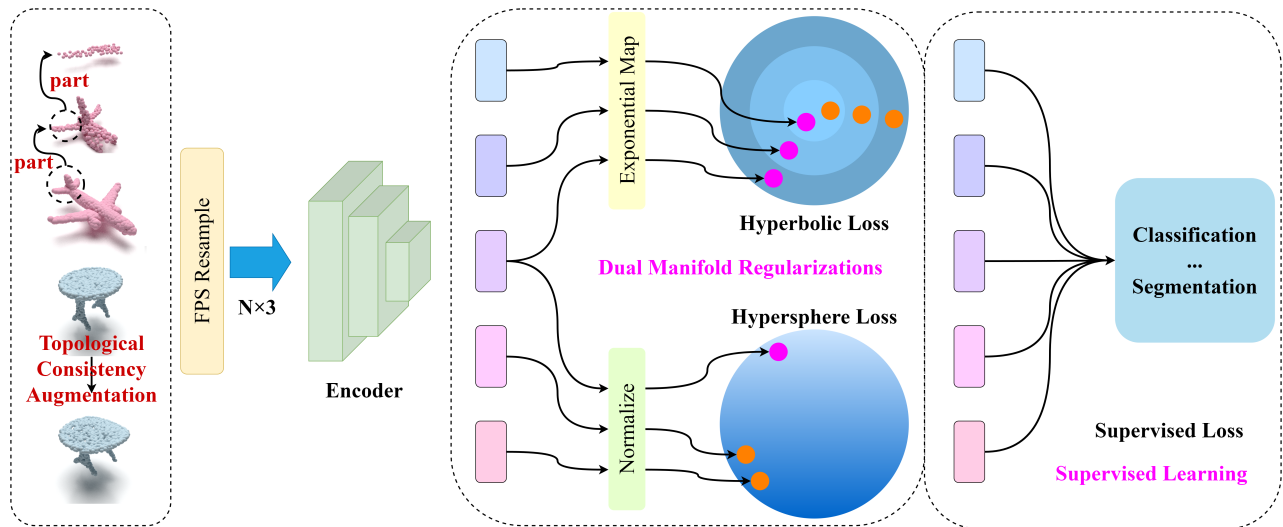 part
part
Topological
Consistency
Augmentation
FPS Resample
N×3
Encoder
Exponential Map
Hyperbolic Loss
Dual Manifold Regularizations
Hypersphere Loss
Normalize
Classification
...
Segmentation
Supervised Loss
Supervised Learning